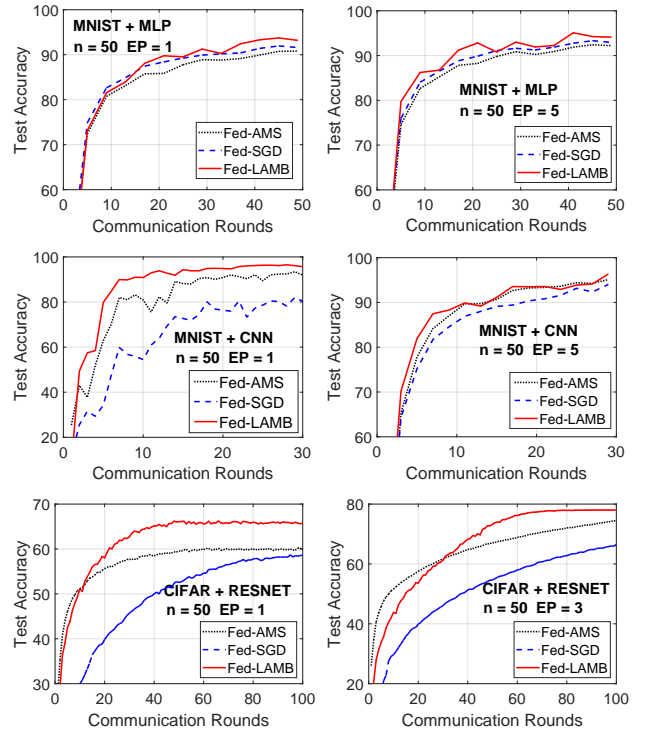 MNIST + MLP
n = 50 EP = 1
Test Accuracy
100
90
80
70
60
0 10 20 30 40 50
Communication Rounds
Fed-AMS
Fed-SGD
Fed-LAMB
MNIST + MLP
n = 50 EP = 5
Test Accuracy
100
90
80
70
60
0 10 20 30 40 50
Communication Rounds
Fed-AMS
Fed-SGD
Fed-LAMB
MNIST + CNN
n = 50 EP = 1
Test Accuracy
100
80
60
40
20
0 10 20 30
Communication Rounds
Fed-AMS
Fed-SGD
Fed-LAMB
MNIST + CNN
n = 50 EP = 5
Test Accuracy
100
90
80
70
60
0 10 20 30
Communication Rounds
Fed-AMS
Fed-SGD
Fed-LAMB
CIFAR + RESNET
n = 50 EP = 1
Test Accuracy
70
60
50
40
30
0 20 40 60 80 100
Communication Rounds
Fed-AMS
Fed-SGD
Fed-LAMB
CIFAR + RESNET
n = 50 EP = 3
Test Accuracy
80
60
40
20
0 20 40 60 80 100
Communication Rounds
Fed-AMS
Fed-SGD
Fed-LAMB